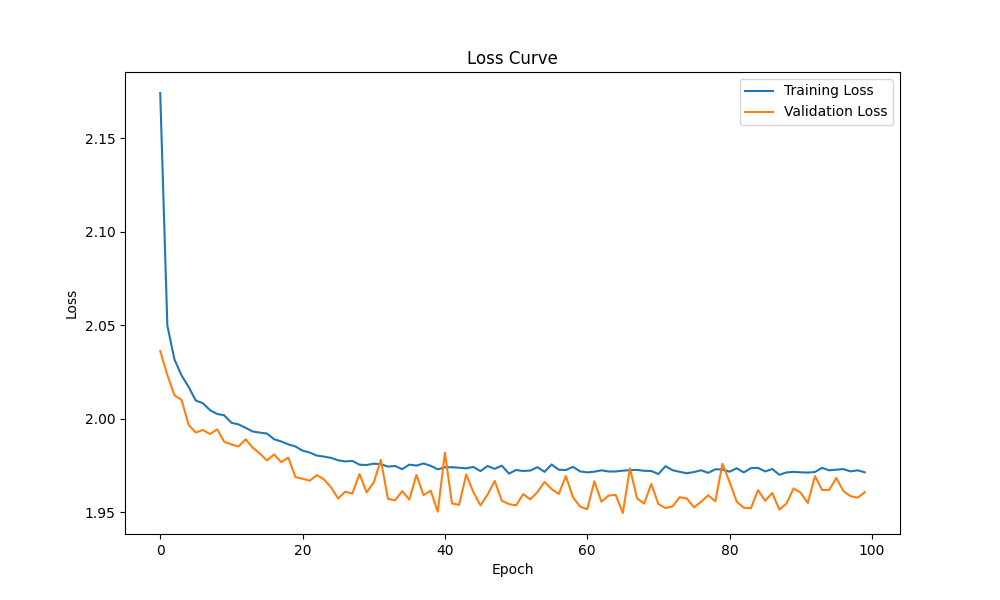 Loss Curve
Training Loss
Validation Loss
2.15
2.10
2.05
2.00
1.95
Loss
0 20 40 60 80 100
Epoch